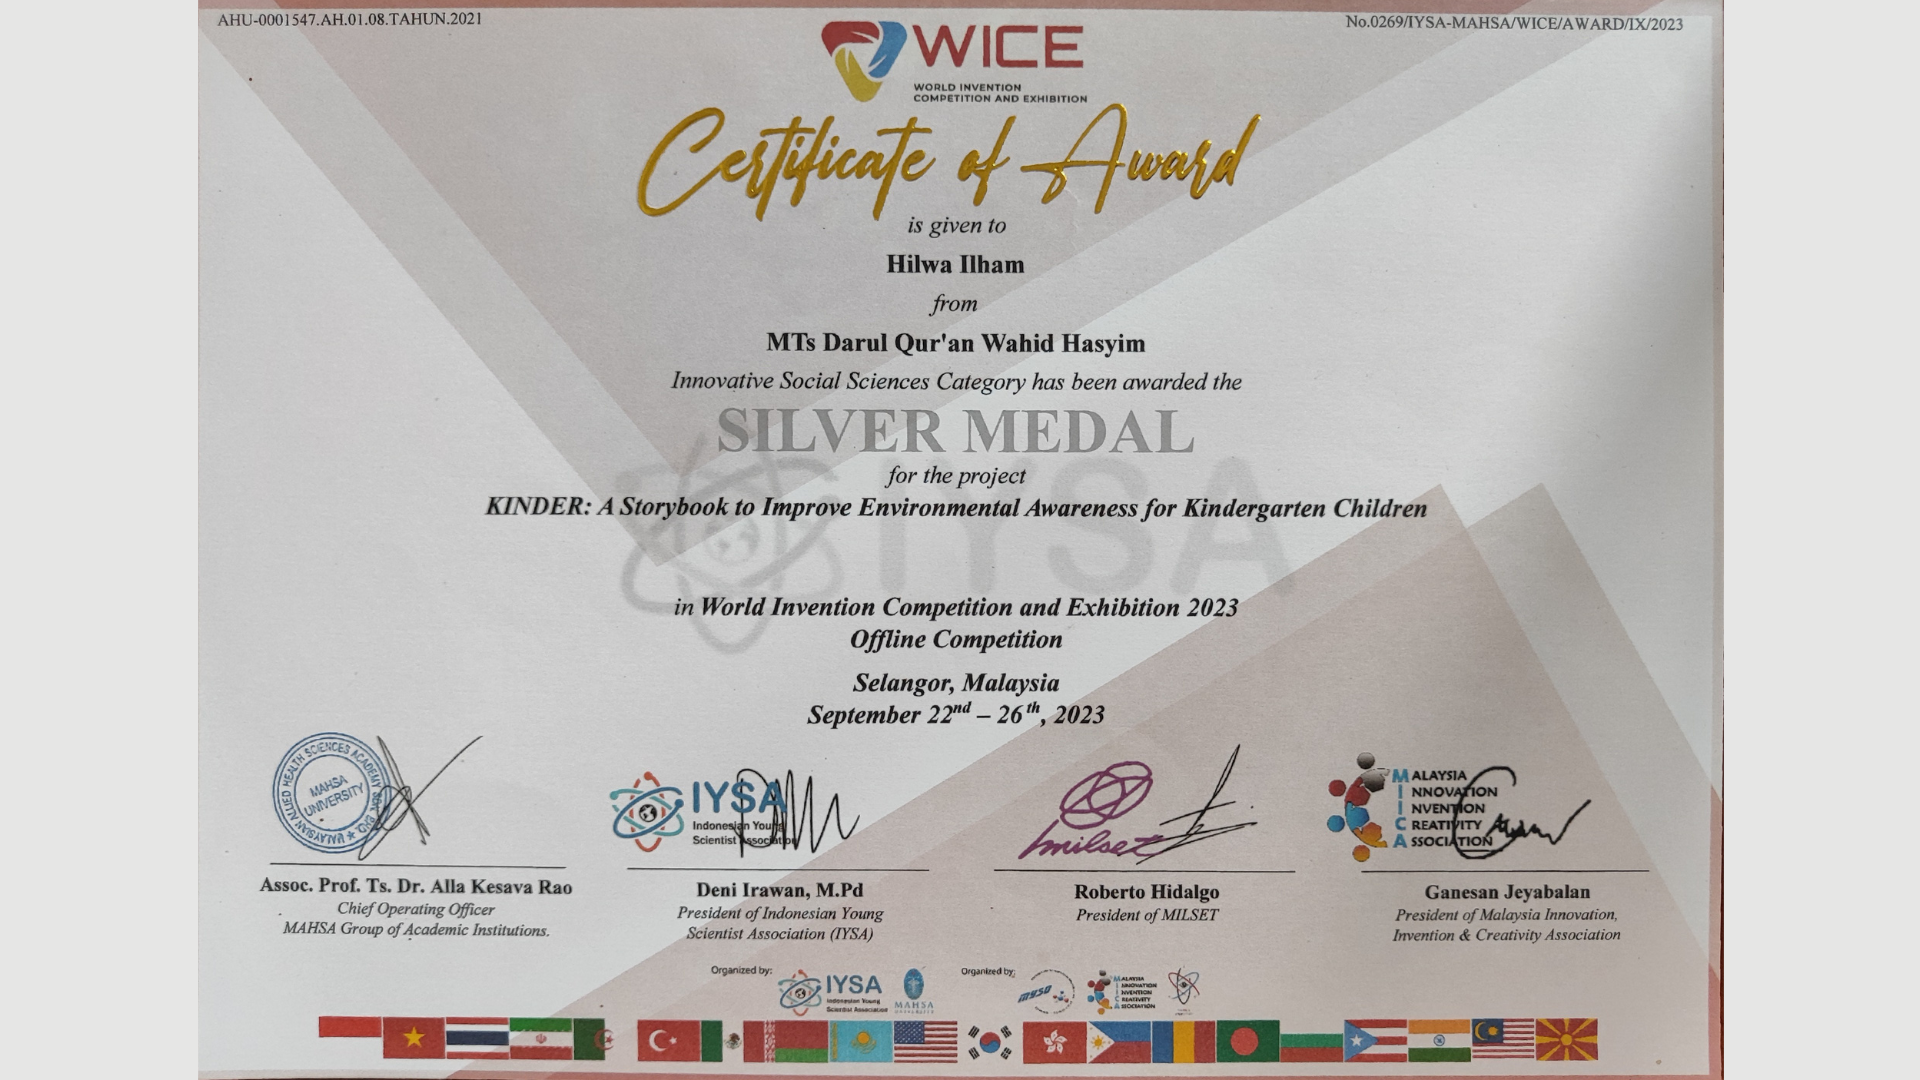 AHU-0001547.AH.01.08.TAHUN.2021
No.0269/IYSA-MAHSA/WICE/AWARD/IX/2023
WICE
WORLD INVENTION
COMPETITION AND EXHIBITION
Certificate of Award
is given to
Hilwa Ilham
from
MTs Darul Qur'an Wahid Hasyim
Innovative Social Sciences Category has been awarded the
SILVER MEDAL
for the project
KINDER: A Storybook to Improve Environmental Awareness for Kindergarten Children
IYSA
in World Invention Competition and Exhibition 2023
Offline Competition
Selangor, Malaysia
September 22nd – 26th, 2023
MALAYSIAN ALLIED HEALTH SCIENCES ACADEMY SDN. BHD.
MAHSA
UNIVERSITY
IYSA
Indonesian Young
Scientist Association
milset
MALAYSIA
INNOVATION
INVENTION
CREATIVITY
ASSOCIATION
Assoc. Prof. Ts. Dr. Alla Kesava Rao
Chief Operating Officer
MAHSA Group of Academic Institutions.
Deni Irawan, M.Pd
President of Indonesian Young
Scientist Association (IYSA)
Roberto Hidalgo
President of MILSET
Ganesan Jeyabalan
President of Malaysia Innovation,
Invention & Creativity Association
Organized by:
IYSA
Indonesian Young
Scientist Association
MAHSA
UNIVERSITY
Organized by:
MYSO
MALAYSIA
INNOVATION
INVENTION
CREATIVITY
ASSOCIATION